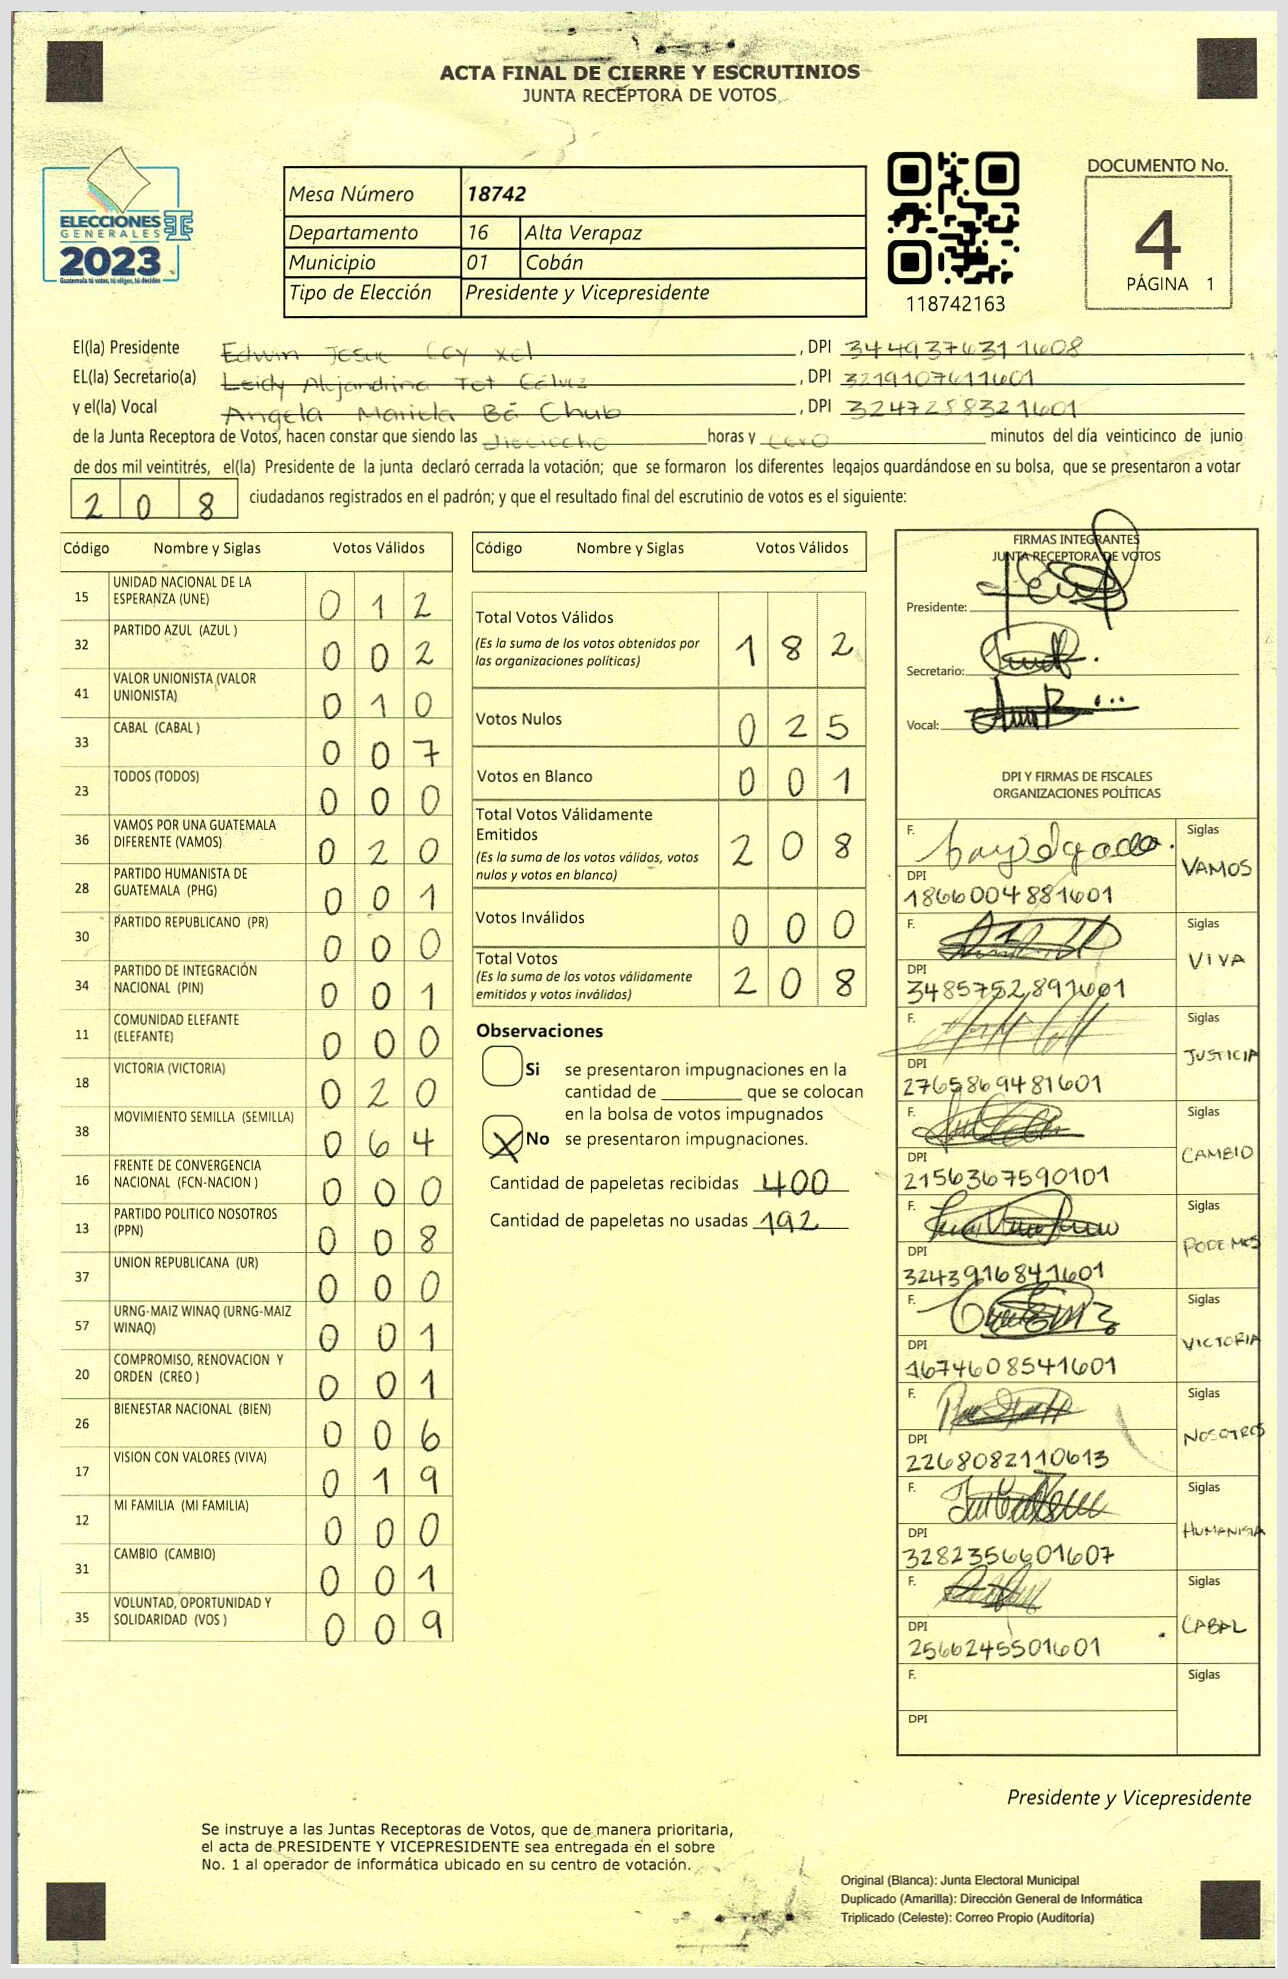 ACTA FINAL DE CIERRE Y ESCRUTINIOS
JUNTA RECEPTORA DE VOTOS
ELECCIONES
GENERALES
2023
Guatemala tú votas, tú eliges, tú decides
Mesa Número 18742
Departamento 16 Alta Verapaz
Municipio 01 Cobán
Tipo de Elección Presidente y Vicepresidente
118742163
DOCUMENTO No.
4
PÁGINA 1
El(la) Presidente Edwin Josue Ccy Xol, DPI 3449376311608
EL(la) Secretario(a) Leidy Alejandrina Tot Cálvez, DPI 3219107611601
y el(la) Vocal Angela Mariela Bá Chub, DPI 3247258321601
de la Junta Receptora de Votos, hacen constar que siendo las Dieciocho horas y cero minutos del día veinticinco de junio
de dos mil veintitrés, el(la) Presidente de la junta declaró cerrada la votación; que se formaron los diferentes legajos guardándose en su bolsa, que se presentaron a votar
208 ciudadanos registrados en el padrón; y que el resultado final del escrutinio de votos es el siguiente:
Código Nombre y Siglas Votos Válidos
15 UNIDAD NACIONAL DE LA ESPERANZA (UNE) 0 1 2
32 PARTIDO AZUL (AZUL ) 0 0 2
41 VALOR UNIONISTA (VALOR UNIONISTA) 0 1 0
33 CABAL (CABAL ) 0 0 7
23 TODOS (TODOS) 0 0 0
36 VAMOS POR UNA GUATEMALA DIFERENTE (VAMOS) 0 2 0
28 PARTIDO HUMANISTA DE GUATEMALA (PHG) 0 0 1
30 PARTIDO REPUBLICANO (PR) 0 0 0
34 PARTIDO DE INTEGRACIÓN NACIONAL (PIN) 0 0 1
11 COMUNIDAD ELEFANTE (ELEFANTE) 0 0 0
18 VICTORIA (VICTORIA) 0 2 0
38 MOVIMIENTO SEMILLA (SEMILLA) 0 6 4
16 FRENTE DE CONVERGENCIA NACIONAL (FCN-NACION ) 0 0 0
13 PARTIDO POLITICO NOSOTROS (PPN) 0 0 8
37 UNION REPUBLICANA (UR) 0 0 0
57 URNG-MAIZ WINAQ (URNG-MAIZ WINAQ) 0 0 1
20 COMPROMISO, RENOVACION Y ORDEN (CREO ) 0 0 1
26 BIENESTAR NACIONAL (BIEN) 0 0 6
17 VISION CON VALORES (VIVA) 0 1 9
12 MI FAMILIA (MI FAMILIA) 0 0 0
31 CAMBIO (CAMBIO) 0 0 1
35 VOLUNTAD, OPORTUNIDAD Y SOLIDARIDAD (VOS ) 0 0 9
Código Nombre y Siglas Votos Válidos
Total Votos Válidos
(Es la suma de los votos obtenidos por las organizaciones políticas) 1 8 2
Votos Nulos 0 2 5
Votos en Blanco 0 0 1
Total Votos Válidamente Emitidos
(Es la suma de los votos válidos, votos nulos y votos en blanco) 2 0 8
Votos Inválidos 0 0 0
Total Votos
(Es la suma de los votos válidamente emitidos y votos inválidos) 2 0 8
Observaciones
Si se presentaron impugnaciones en la
cantidad de ________ que se colocan
en la bolsa de votos impugnados
X No se presentaron impugnaciones.
Cantidad de papeletas recibidas 400
Cantidad de papeletas no usadas 192
FIRMAS INTEGRANTES
JUNTA RECEPTORA DE VOTOS
Presidente:
Secretario:
Vocal:
DPI Y FIRMAS DE FISCALES
ORGANIZACIONES POLÍTICAS
F. Siglas VAMOS
DPI 1866004881601
F. Siglas VIVA
DPI 3485752891601
F. Siglas JUSTICIA
DPI 2765869481601
F. Siglas CAMBIO
DPI 2156367590101
F. Siglas PODEMOS
DPI 3243916841601
F. Siglas VICTORIA
DPI 1674608541601
F. Siglas NOSOTROS
DPI 2268082110613
F. Siglas HUMANISTA
DPI 3282356601607
F. Siglas CABAL
DPI 2566245501601
F. Siglas
DPI
Presidente y Vicepresidente
Se instruye a las Juntas Receptoras de Votos, que de manera prioritaria,
el acta de PRESIDENTE Y VICEPRESIDENTE sea entregada en el sobre
No. 1 al operador de informática ubicado en su centro de votación.
Original (Blanca): Junta Electoral Municipal
Duplicado (Amarilla): Dirección General de Informática
Triplicado (Celeste): Correo Propio (Auditoría)